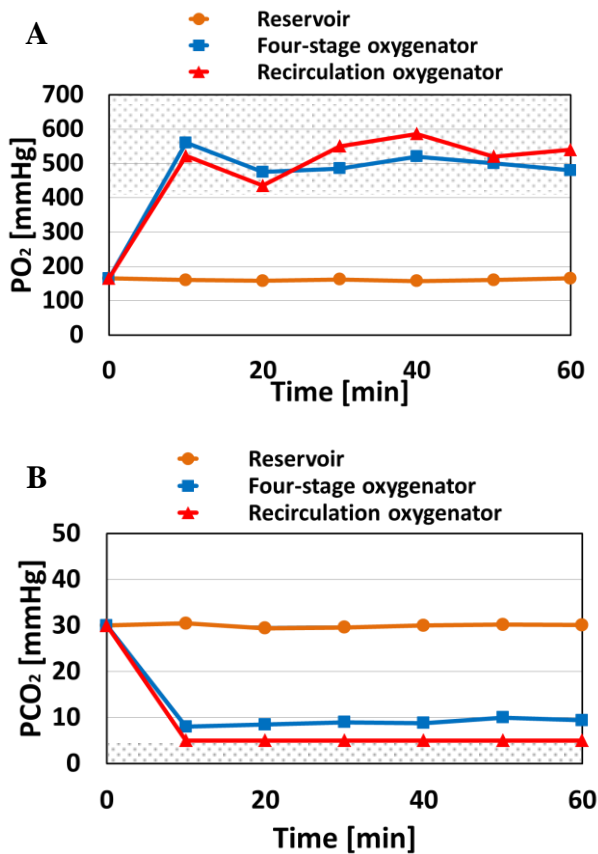 A
Reservoir
Four-stage oxygenator
Recirculation oxygenator
700
600
500
400
300
200
100
0
PO₂ [mmHg]
0 20 40 60
Time [min]
B
Reservoir
Four-stage oxygenator
Recirculation oxygenator
50
40
30
20
10
0
PCO₂ [mmHg]
0 20 40 60
Time [min]